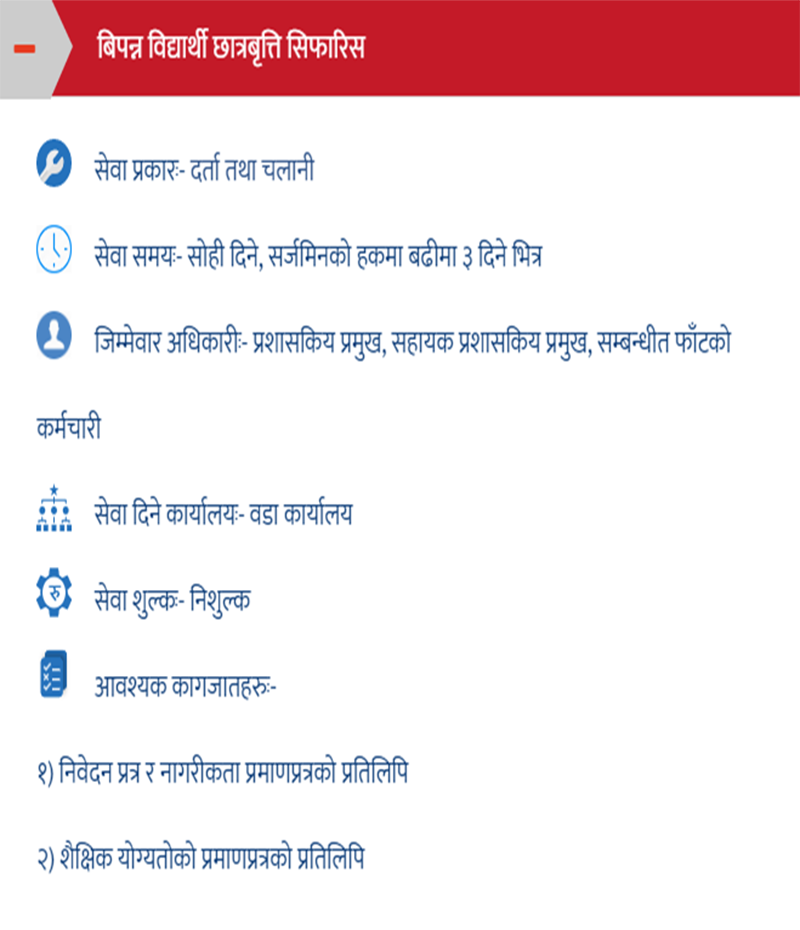 बिपन्न विद्यार्थी छात्रबृत्ति सिफारिस
सेवा प्रकारः- दर्ता तथा चलानी
सेवा समयः- सोही दिने, सर्जमिनको हकमा बढीमा ३ दिने भित्र
जिम्मेवार अधिकारीः- प्रशासकिय प्रमुख, सहायक प्रशासकिय प्रमुख, सम्बन्धीत फाँटको
कर्मचारी
सेवा दिने कार्यालयः- वडा कार्यालय
रु
सेवा शुल्कः- निशुल्क
आवश्यक कागजातहरुः-
१) निवेदन प्रत्र र नागरीकता प्रमाणप्रत्रको प्रतिलिपि
२) शैक्षिक योग्यतोको प्रमाणप्रत्रको प्रतिलिपि